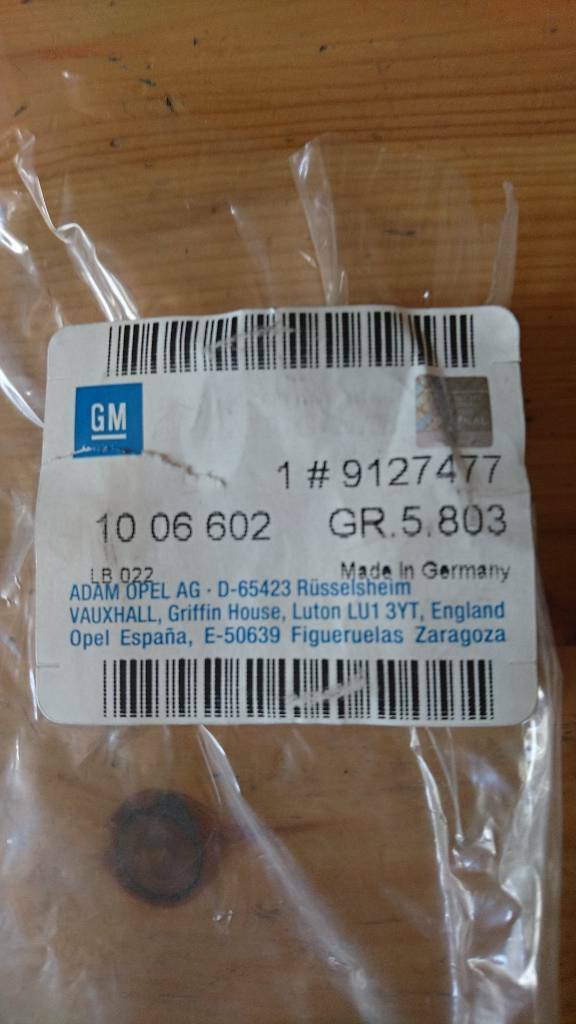 GM
1 # 9127477
10 06 602 GR.5.803
LB 022 Made In Germany
ADAM OPEL AG · D-65423 Rüsselsheim
VAUXHALL, Griffin House, Luton LU1 3YT, England
Opel España, E-50639 Figueruelas Zaragoza